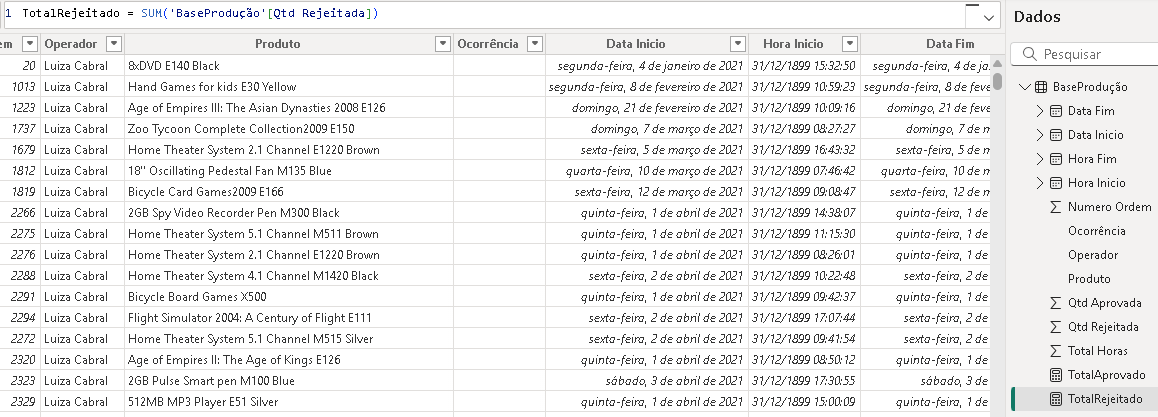 1 TotalRejeitado = SUM('BaseProdução'[Qtd Rejeitada])
em Operador Produto Ocorrência Data Inicio Hora Inicio Data Fim
20 Luiza Cabral 8xDVD E140 Black segunda-feira, 4 de janeiro de 2021 31/12/1899 15:32:50 segunda-feira, 4 de ja
1013 Luiza Cabral Hand Games for kids E30 Yellow segunda-feira, 8 de fevereiro de 2021 31/12/1899 10:59:23 segunda-feira, 8 de feve
1223 Luiza Cabral Age of Empires III: The Asian Dynasties 2008 E126 domingo, 21 de fevereiro de 2021 31/12/1899 10:09:16 domingo, 21 de feve
1737 Luiza Cabral Zoo Tycoon Complete Collection2009 E150 domingo, 7 de março de 2021 31/12/1899 08:27:27 domingo, 7 de m
1679 Luiza Cabral Home Theater System 2.1 Channel E1220 Brown sexta-feira, 5 de março de 2021 31/12/1899 16:43:32 sexta-feira, 5 de m
1812 Luiza Cabral 18" Oscillating Pedestal Fan M135 Blue quarta-feira, 10 de março de 2021 31/12/1899 07:46:42 quarta-feira, 10 de m
1819 Luiza Cabral Bicycle Card Games2009 E166 sexta-feira, 12 de março de 2021 31/12/1899 09:08:47 sexta-feira, 12 de m
2266 Luiza Cabral 2GB Spy Video Recorder Pen M300 Black quinta-feira, 1 de abril de 2021 31/12/1899 14:38:07 quinta-feira, 1 de
2275 Luiza Cabral Home Theater System 5.1 Channel M511 Brown quinta-feira, 1 de abril de 2021 31/12/1899 11:15:30 quinta-feira, 1 de
2276 Luiza Cabral Home Theater System 2.1 Channel E1220 Brown quinta-feira, 1 de abril de 2021 31/12/1899 08:26:01 quinta-feira, 1 de
2288 Luiza Cabral Home Theater System 4.1 Channel M1420 Black sexta-feira, 2 de abril de 2021 31/12/1899 10:22:48 sexta-feira, 2 de
2291 Luiza Cabral Bicycle Board Games X500 quinta-feira, 1 de abril de 2021 31/12/1899 09:42:37 quinta-feira, 1 de
2294 Luiza Cabral Flight Simulator 2004: A Century of Flight E111 sexta-feira, 2 de abril de 2021 31/12/1899 17:07:44 sexta-feira, 2 de
2272 Luiza Cabral Home Theater System 5.1 Channel M515 Silver sexta-feira, 2 de abril de 2021 31/12/1899 09:41:54 sexta-feira, 2 de
2320 Luiza Cabral Age of Empires II: The Age of Kings E126 quinta-feira, 1 de abril de 2021 31/12/1899 08:50:12 quinta-feira, 1 de
2323 Luiza Cabral 2GB Pulse Smart pen M100 Blue sábado, 3 de abril de 2021 31/12/1899 17:30:55 sábado, 3 de
2329 Luiza Cabral 512MB MP3 Player E51 Silver quinta-feira, 1 de abril de 2021 31/12/1899 15:00:09 quinta-feira, 1 de
Dados
Pesquisar
BaseProdução
Data Fim
Data Inicio
Hora Fim
Hora Inicio
Numero Ordem
Ocorrência
Operador
Produto
Qtd Aprovada
Qtd Rejeitada
Total Horas
TotalAprovado
TotalRejeitado